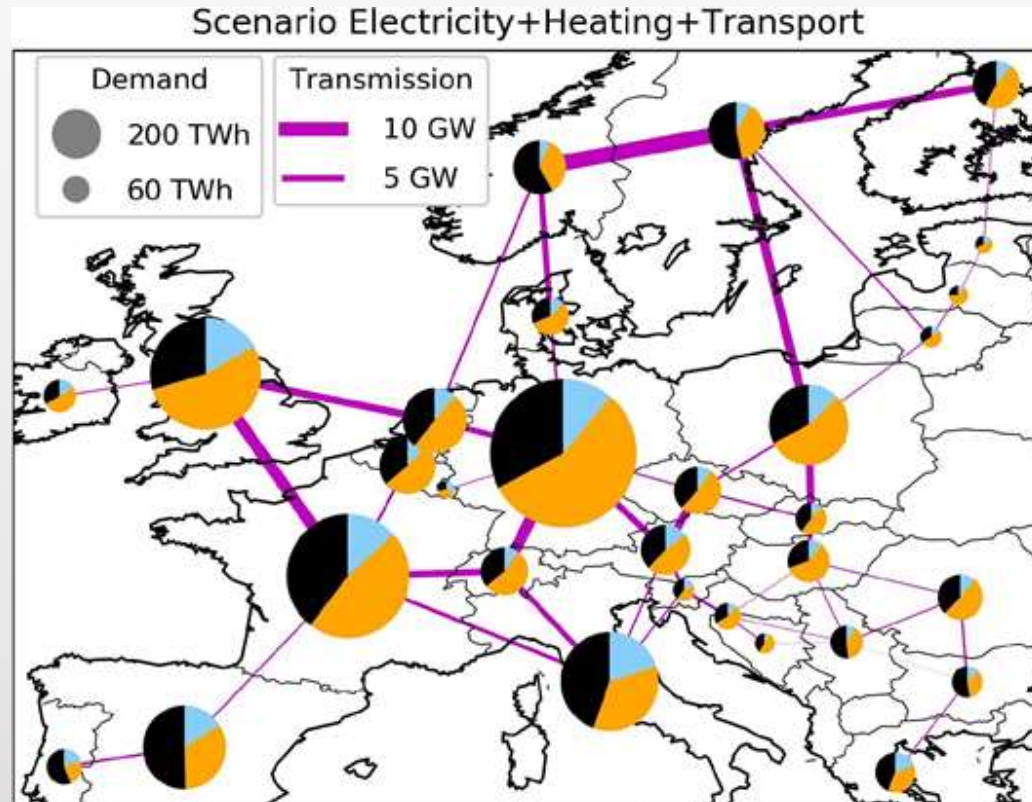 Scenario Electricity+Heating+Transport
Demand
200 TWh
60 TWh
Transmission
10 GW
5 GW